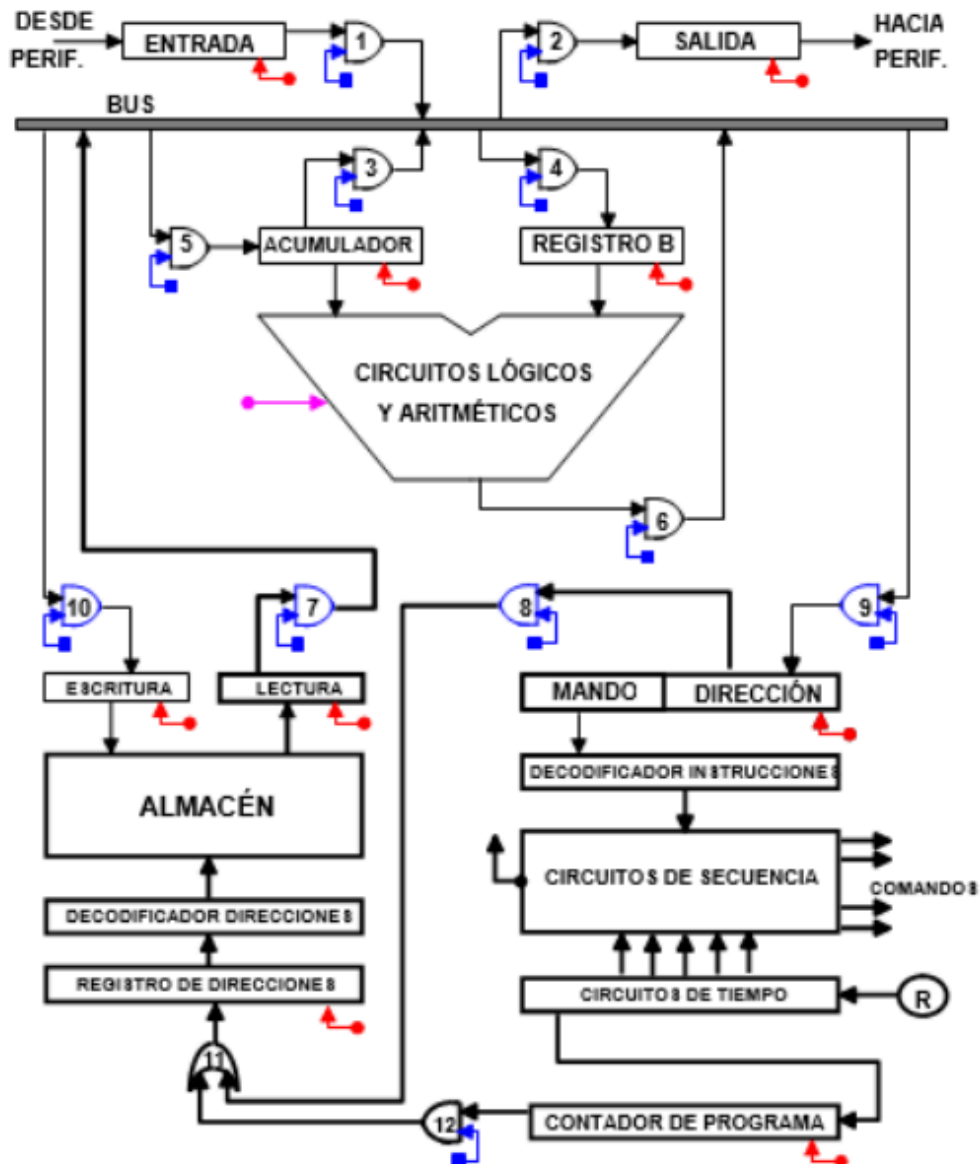 DESDE
PERIF.
ENTRADA
1
2
SALIDA
HACIA
PERIF.
BUS
3
4
5
ACUMULADOR
REGISTRO B
CIRCUITOS LÓGICOS
Y ARITMÉTICOS
6
10
7
8
9
ESCRITURA
LECTURA
MANDO
DIRECCIÓN
DECODIFICADOR INSTRUCCIONES
ALMACÉN
CIRCUITOS DE SECUENCIA
COMANDOS
DECODIFICADOR DIRECCIONES
REGISTRO DE DIRECCIONES
CIRCUITOS DE TIEMPO
R
11
12
CONTADOR DE PROGRAMA